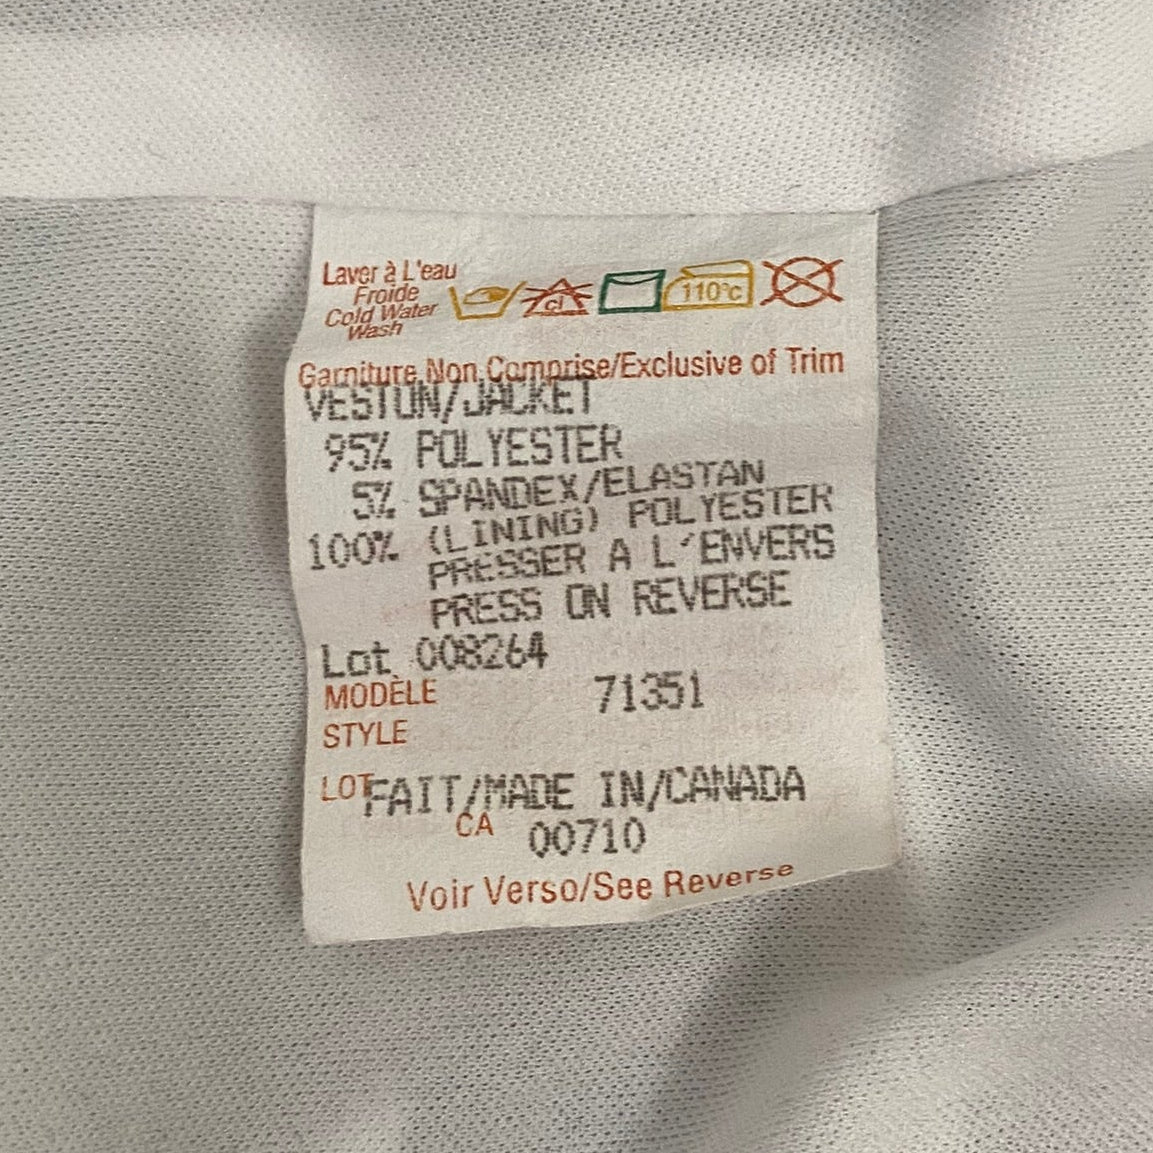 Laver à L'eau
Froide
Cold Water
Wash
cl
110°c
Garniture Non Comprise/Exclusive of Trim
VESTON/JACKET
95% POLYESTER
5% SPANDEX/ELASTAN
100% (LINING) POLYESTER
PRESSER A L'ENVERS
PRESS ON REVERSE
Lot 008264
MODÈLE 71351
STYLE
LOT FAIT/MADE IN/CANADA
CA 00710
Voir Verso/See Reverse